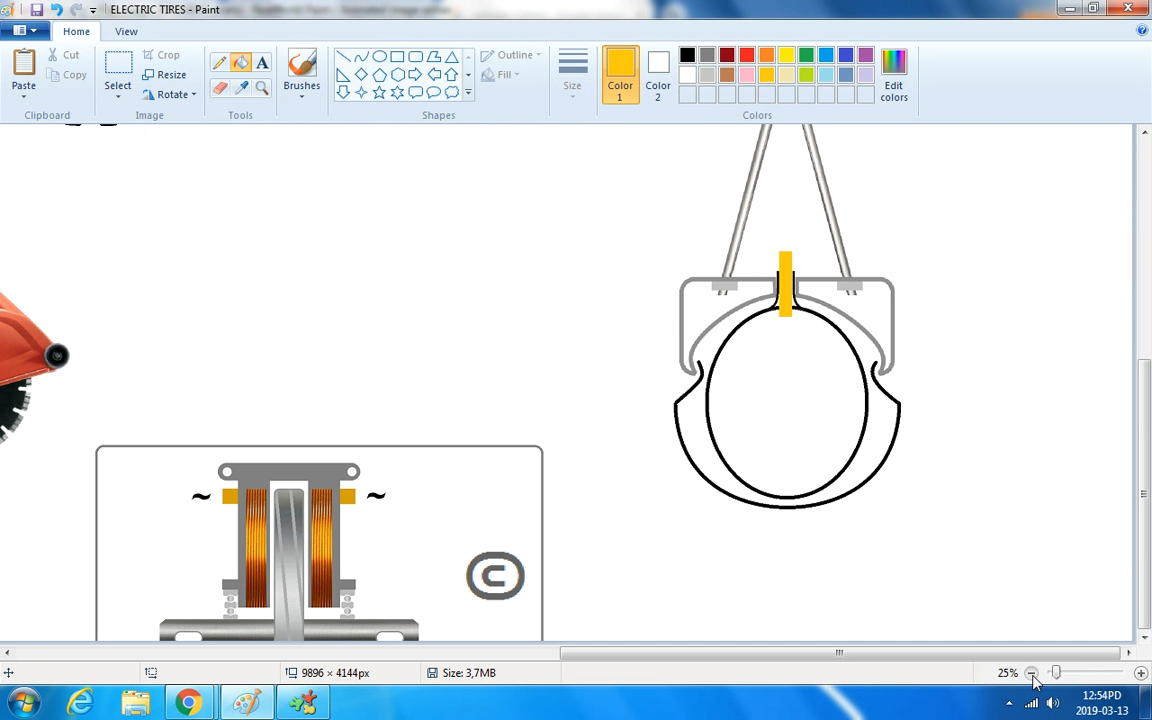 ELECTRIC TIRES - Paint
Home View
Paste
Cut
Copy
Clipboard
Select
Crop
Resize
Rotate
Image
A
Tools
Brushes
Outline
Fill
Shapes
Size
Color 1
Color 2
Edit colors
Colors
~ ~
©
9896 × 4144px
Size: 3,7MB
25%
12:54PD
2019-03-13